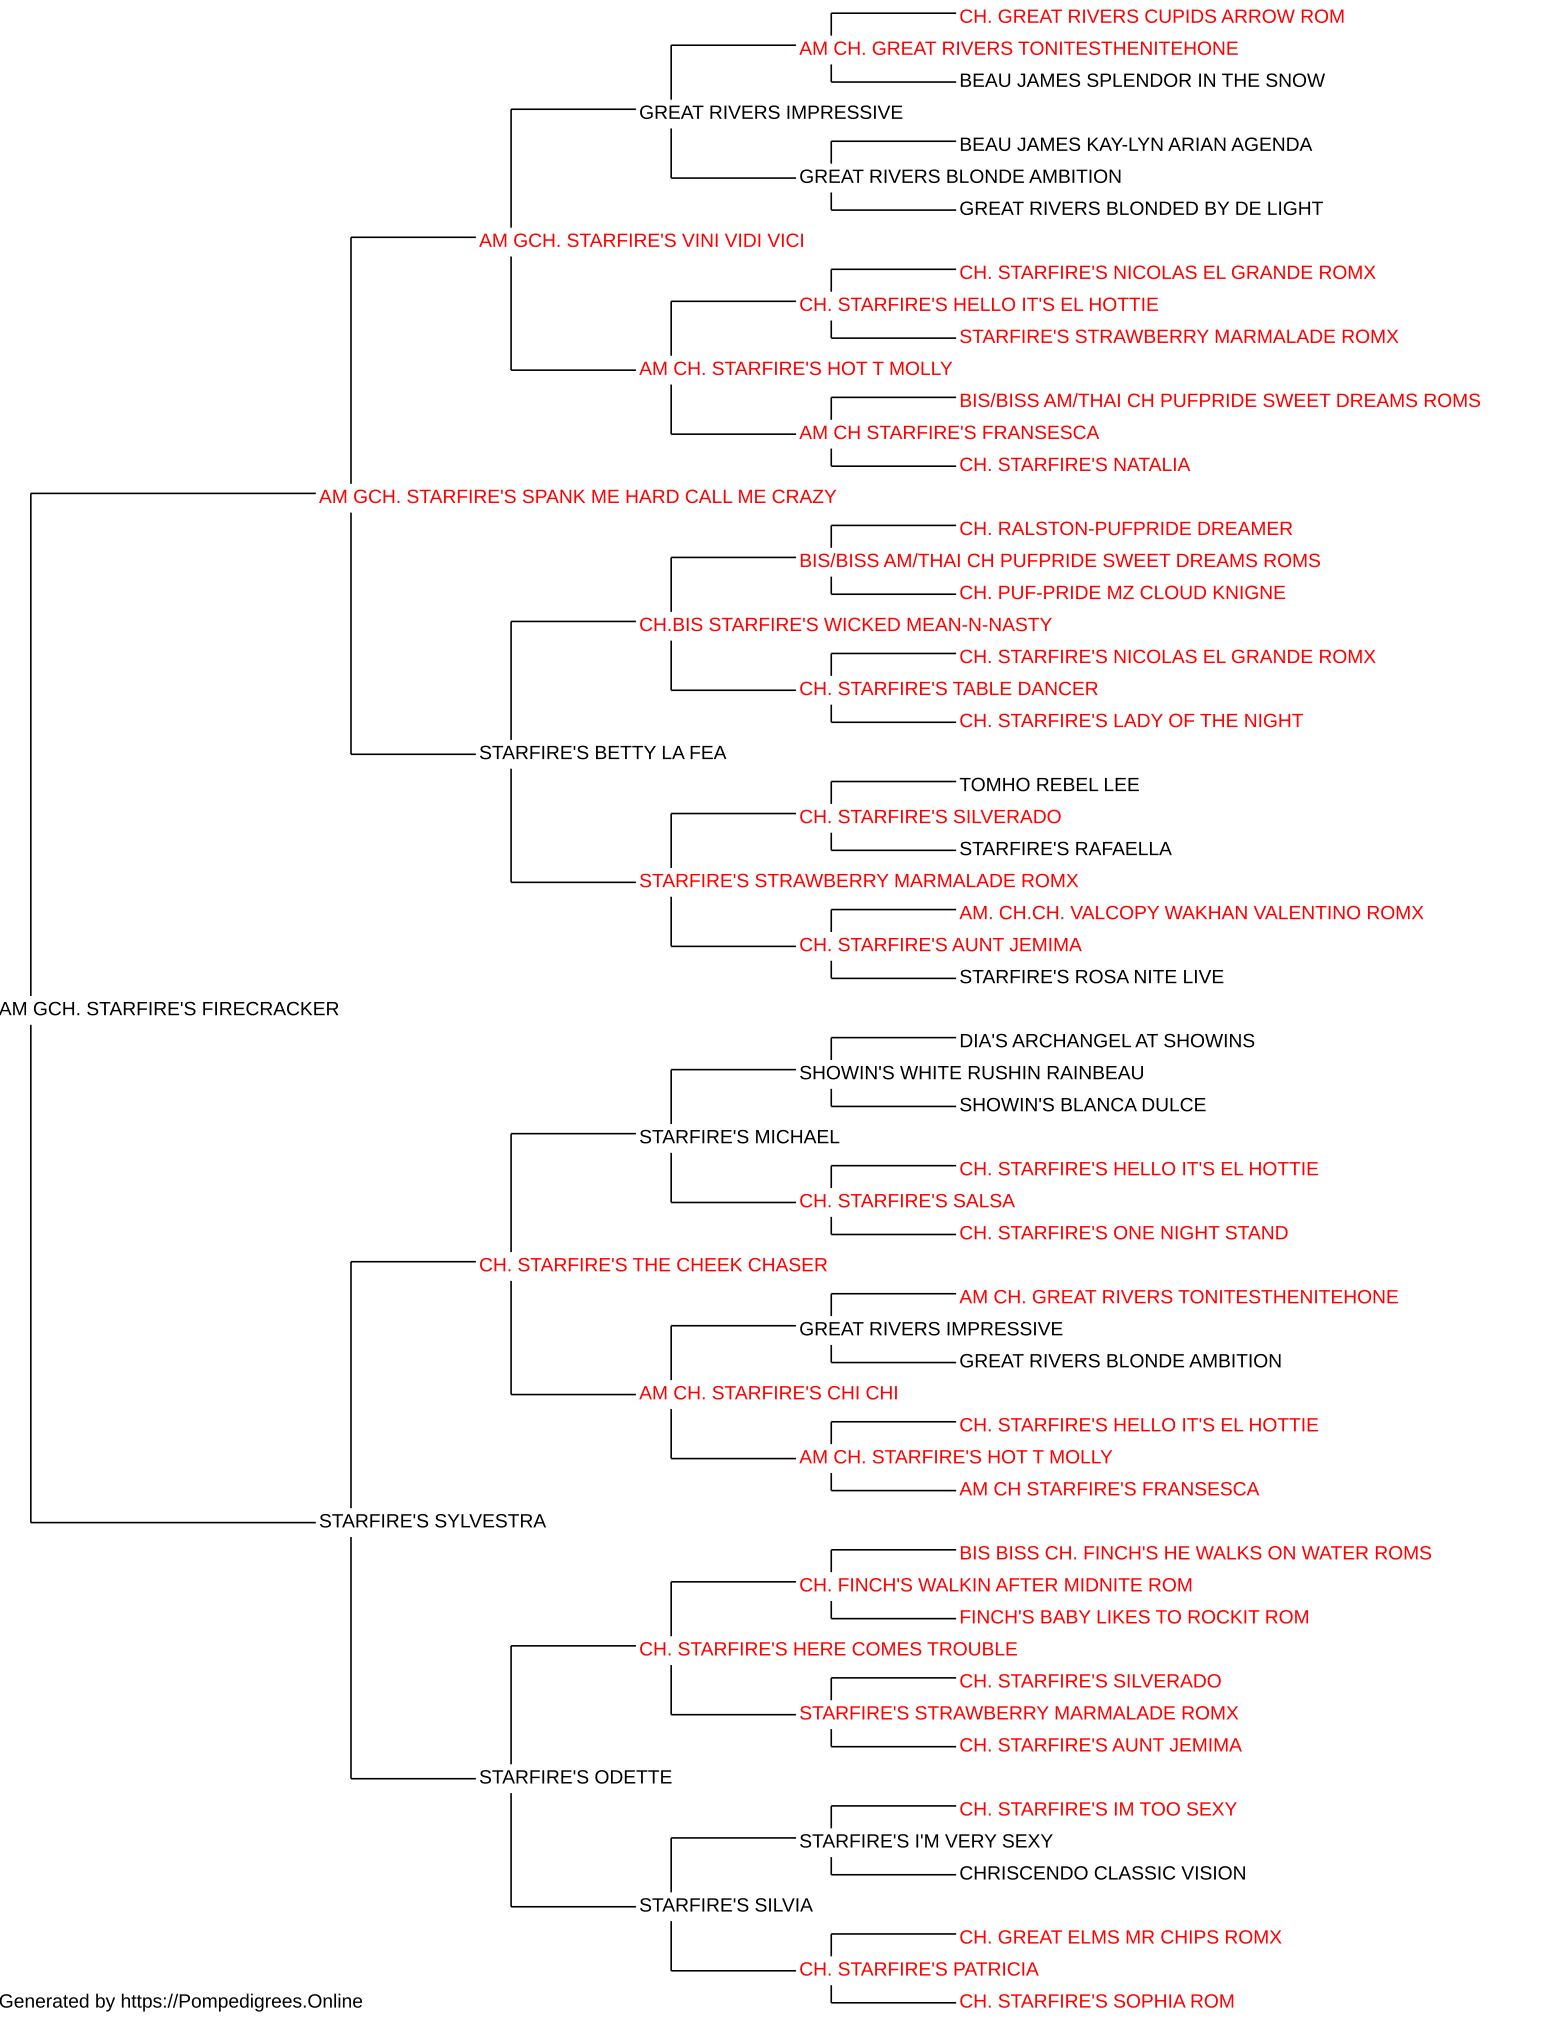 CH. GREAT RIVERS CUPIDS ARROW ROM
AM CH. GREAT RIVERS TONITESTHENITEHONE
BEAU JAMES SPLENDOR IN THE SNOW
GREAT RIVERS IMPRESSIVE
BEAU JAMES KAY-LYN ARIAN AGENDA
GREAT RIVERS BLONDE AMBITION
GREAT RIVERS BLONDED BY DE LIGHT
AM GCH. STARFIRE'S VINI VIDI VICI
CH. STARFIRE'S NICOLAS EL GRANDE ROMX
CH. STARFIRE'S HELLO IT'S EL HOTTIE
STARFIRE'S STRAWBERRY MARMALADE ROMX
AM CH. STARFIRE'S HOT T MOLLY
BIS/BISS AM/THAI CH PUFPRIDE SWEET DREAMS ROMS
AM CH STARFIRE'S FRANSESCA
CH. STARFIRE'S NATALIA
AM GCH. STARFIRE'S SPANK ME HARD CALL ME CRAZY
CH. RALSTON-PUFPRIDE DREAMER
BIS/BISS AM/THAI CH PUFPRIDE SWEET DREAMS ROMS
CH. PUF-PRIDE MZ CLOUD KNIGNE
CH.BIS STARFIRE'S WICKED MEAN-N-NASTY
CH. STARFIRE'S NICOLAS EL GRANDE ROMX
CH. STARFIRE'S TABLE DANCER
CH. STARFIRE'S LADY OF THE NIGHT
STARFIRE'S BETTY LA FEA
TOMHO REBEL LEE
CH. STARFIRE'S SILVERADO
STARFIRE'S RAFAELLA
STARFIRE'S STRAWBERRY MARMALADE ROMX
AM. CH.CH. VALCOPY WAKHAN VALENTINO ROMX
CH. STARFIRE'S AUNT JEMIMA
STARFIRE'S ROSA NITE LIVE
AM GCH. STARFIRE'S FIRECRACKER
DIA'S ARCHANGEL AT SHOWINS
SHOWIN'S WHITE RUSHIN RAINBEAU
SHOWIN'S BLANCA DULCE
STARFIRE'S MICHAEL
CH. STARFIRE'S HELLO IT'S EL HOTTIE
CH. STARFIRE'S SALSA
CH. STARFIRE'S ONE NIGHT STAND
CH. STARFIRE'S THE CHEEK CHASER
AM CH. GREAT RIVERS TONITESTHENITEHONE
GREAT RIVERS IMPRESSIVE
GREAT RIVERS BLONDE AMBITION
AM CH. STARFIRE'S CHI CHI
CH. STARFIRE'S HELLO IT'S EL HOTTIE
AM CH. STARFIRE'S HOT T MOLLY
AM CH STARFIRE'S FRANSESCA
STARFIRE'S SYLVESTRA
BIS BISS CH. FINCH'S HE WALKS ON WATER ROMS
CH. FINCH'S WALKIN AFTER MIDNITE ROM
FINCH'S BABY LIKES TO ROCKIT ROM
CH. STARFIRE'S HERE COMES TROUBLE
CH. STARFIRE'S SILVERADO
STARFIRE'S STRAWBERRY MARMALADE ROMX
CH. STARFIRE'S AUNT JEMIMA
STARFIRE'S ODETTE
CH. STARFIRE'S IM TOO SEXY
STARFIRE'S I'M VERY SEXY
CHRISCENDO CLASSIC VISION
STARFIRE'S SILVIA
CH. GREAT ELMS MR CHIPS ROMX
CH. STARFIRE'S PATRICIA
CH. STARFIRE'S SOPHIA ROM
Generated by https://Pompedigrees.Online